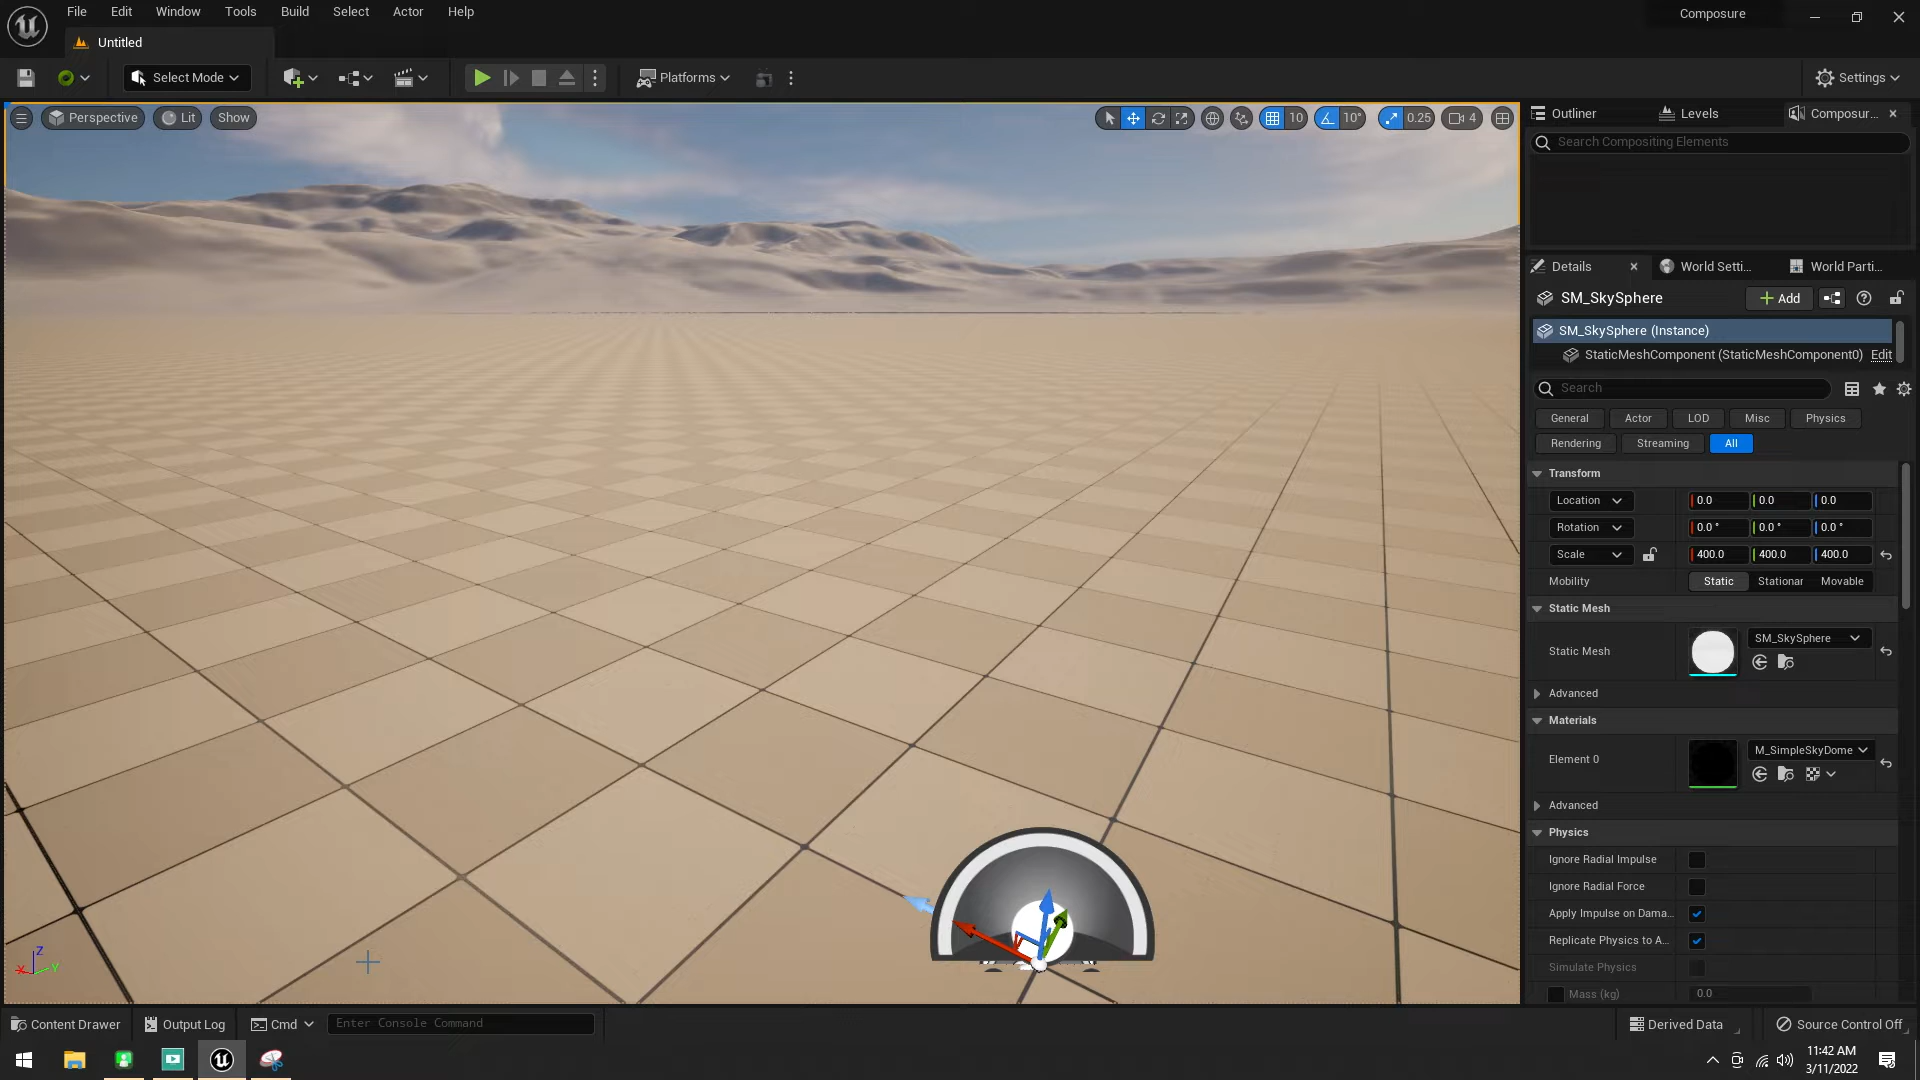 File Edit Window Tools Build Select Actor Help
Composure
Untitled
Select Mode
Platforms
Settings
Perspective Lit Show
10 10° 0.25 4
Outliner Levels Composur...
Search Compositing Elements
Details World Setti... World Parti...
SM_SkySphere
Add
SM_SkySphere (Instance)
StaticMeshComponent (StaticMeshComponent0) Edit
Search
General Actor LOD Misc Physics
Rendering Streaming All
Transform
Location 0.0 0.0 0.0
Rotation 0.0 ° 0.0 ° 0.0 °
Scale 400.0 400.0 400.0
Mobility Static Stationar Movable
Static Mesh
SM_SkySphere
Static Mesh
Advanced
Materials
M_SimpleSkyDome
Element 0
Advanced
Physics
Ignore Radial Impulse
Ignore Radial Force
Apply Impulse on Dama...
Replicate Physics to A...
Simulate Physics
Mass (kg) 0.0
Z
X Y
Content Drawer Output Log Cmd Enter Console Command
Derived Data Source Control Off
11:42 AM
3/11/2022